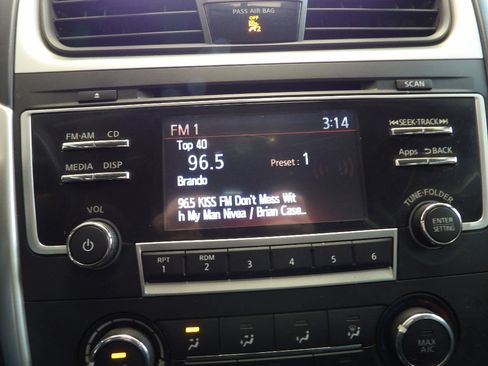 PASS AIR BAG
OFF
2
SCAN
FM·AM CD
MEDIA DISP
VOL
FM 1 3:14
Top 40
96.5 Preset : 1
Brando
96.5 KISS FM Don't Mess Wit
h My Man Nivea / Brian Case...
SEEK·TRACK
Apps BACK
TUNE·FOLDER
ENTER
SETTING
RPT
1
RDM
2
3
4
5
6
MAX
A/C